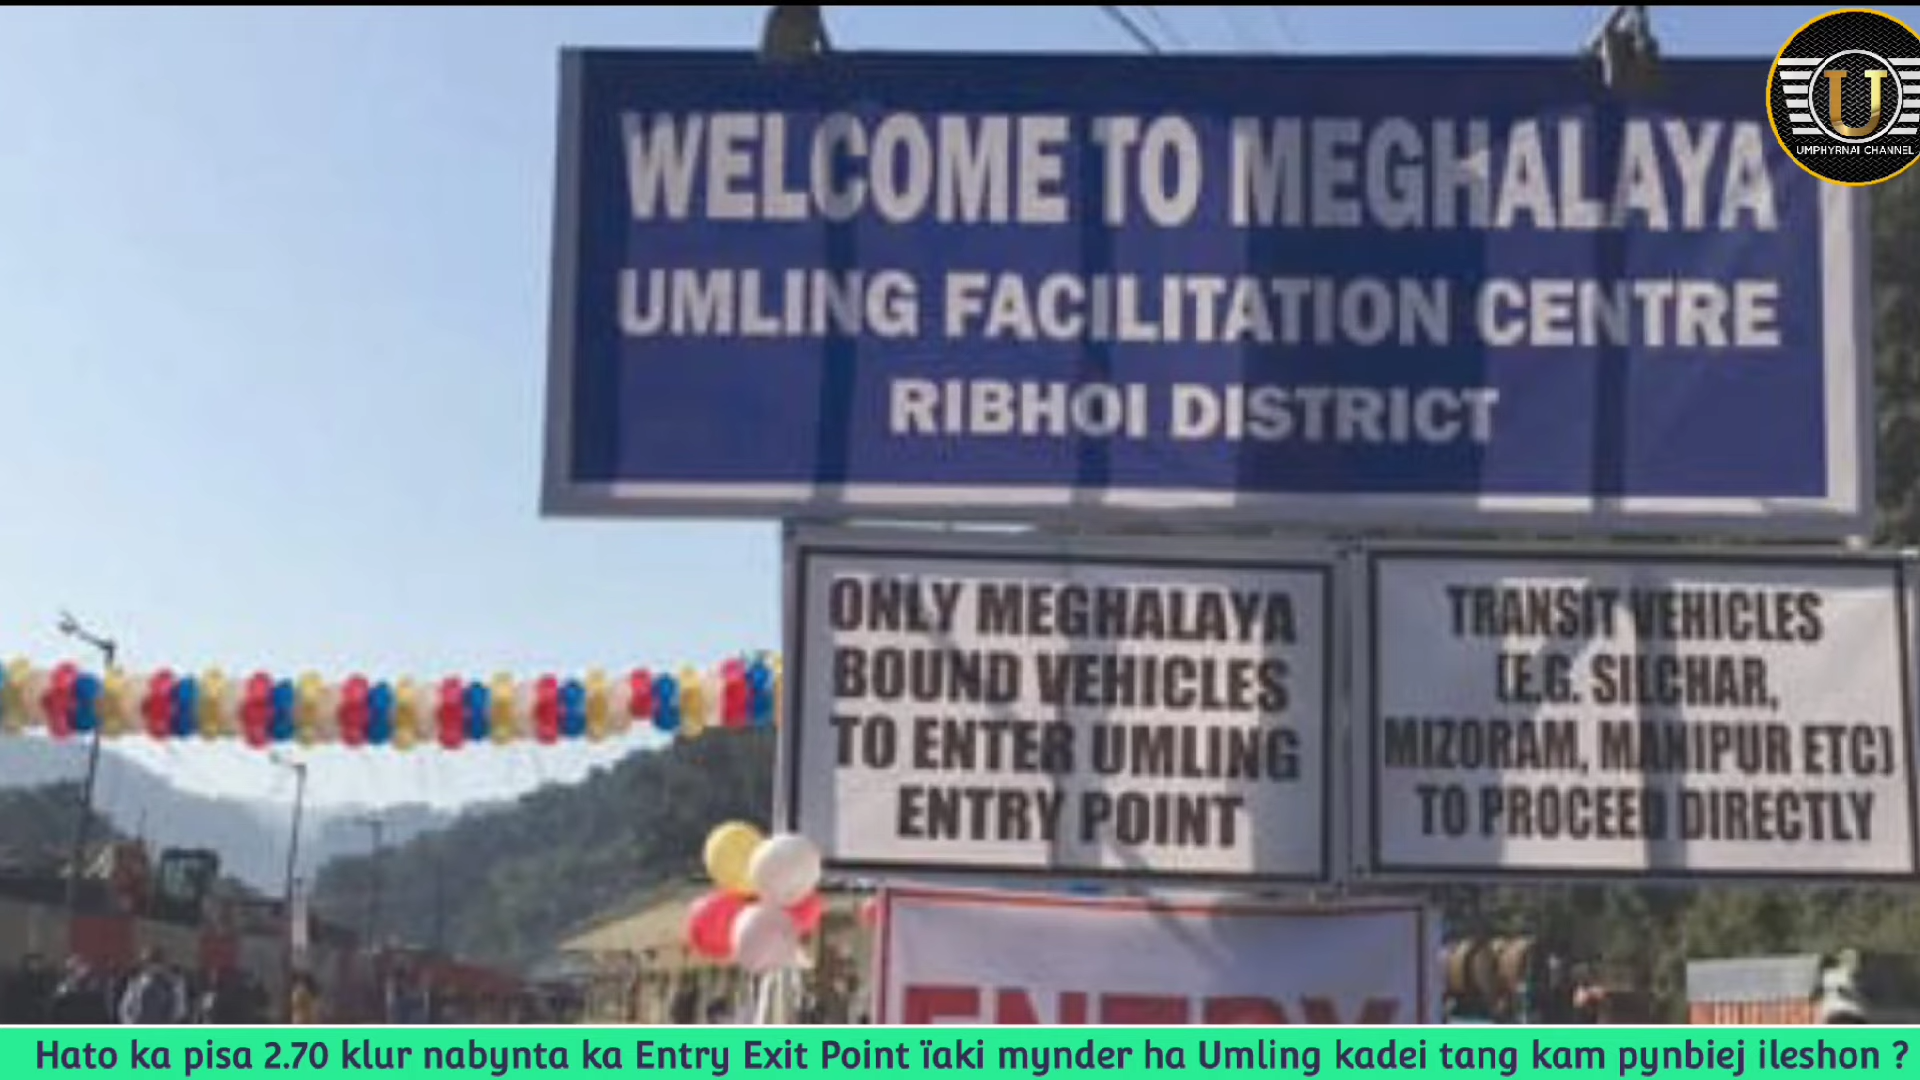 WELCOME TO MEGHALAYA
UMLING FACILITATION CENTRE
RIBHOI DISTRICT
UMPHYRNAI CHANNEL
ONLY MEGHALAYA
BOUND VEHICLES
TO ENTER UMLING
ENTRY POINT
TRANSIT VEHICLES
(E.G. SILCHAR,
MIZORAM, MANIPUR ETC)
TO PROCEED DIRECTLY
ENTRY
Hato ka pisa 2.70 klur nabynta ka Entry Exit Point ïaki mynder ha Umling kadei tang kam pynbiej ileshon ?